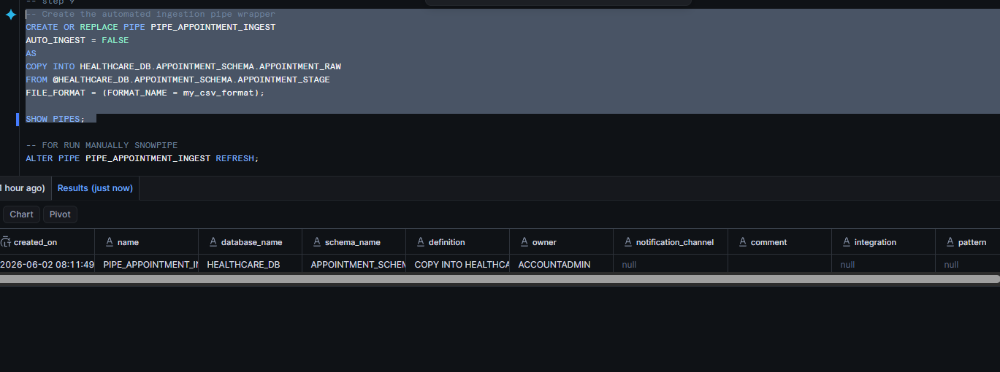 -- step 9
-- Create the automated ingestion pipe wrapper
CREATE OR REPLACE PIPE PIPE_APPOINTMENT_INGEST
AUTO_INGEST = FALSE
AS
COPY INTO HEALTHCARE_DB.APPOINTMENT_SCHEMA.APPOINTMENT_RAW
FROM @HEALTHCARE_DB.APPOINTMENT_SCHEMA.APPOINTMENT_STAGE
FILE_FORMAT = (FORMAT_NAME = my_csv_format);
SHOW PIPES;
-- FOR RUN MANUALLY SNOWPIPE
ALTER PIPE PIPE_APPOINTMENT_INGEST REFRESH;
1 hour ago) Results (just now)
Chart Pivot
created_on A name A database_name A schema_name A definition A owner A notification_channel A comment A integration A pattern
2026-06-02 08:11:49 PIPE_APPOINTMENT_IN HEALTHCARE_DB APPOINTMENT_SCHEM COPY INTO HEALTHCA ACCOUNTADMIN null null null